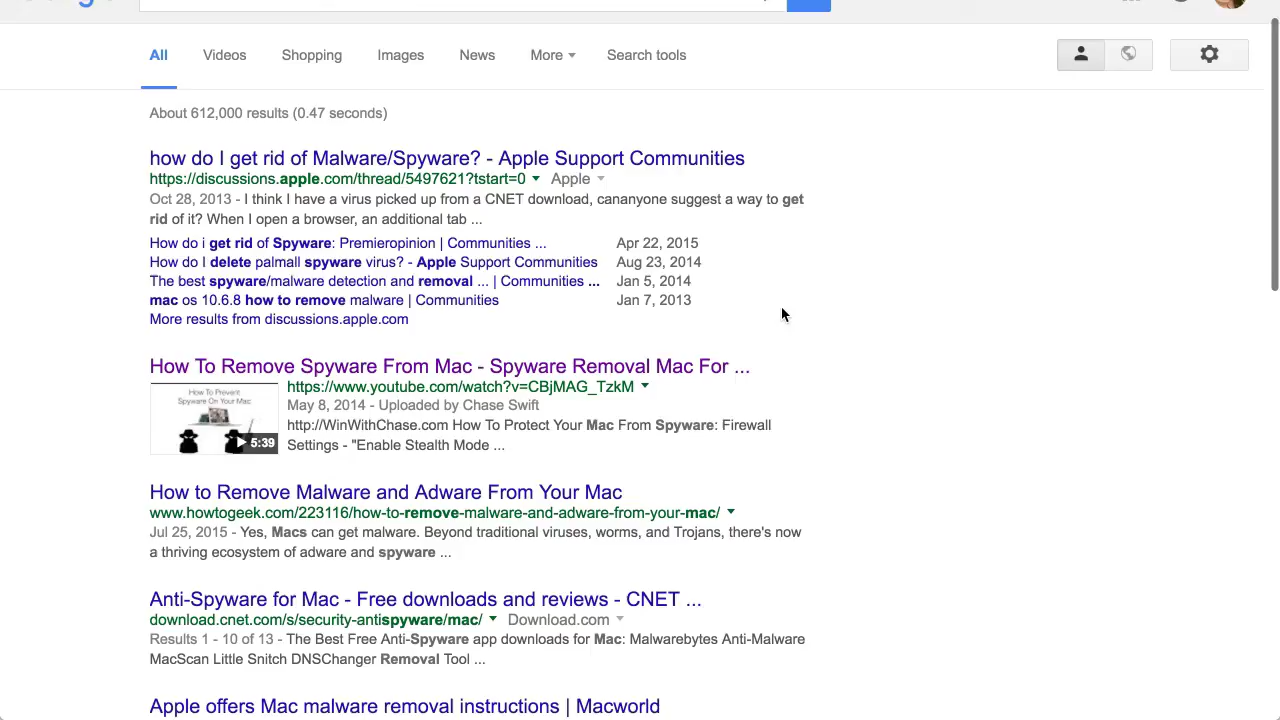 All Videos Shopping Images News More Search tools
About 612,000 results (0.47 seconds)
how do I get rid of Malware/Spyware? - Apple Support Communities
https://discussions.apple.com/thread/5497621?tstart=0 Apple
Oct 28, 2013 - I think I have a virus picked up from a CNET download, cananyone suggest a way to get
rid of it? When I open a browser, an additional tab ...
How do i get rid of Spyware: Premieropinion | Communities ... Apr 22, 2015
How do I delete palmall spyware virus? - Apple Support Communities Aug 23, 2014
The best spyware/malware detection and removal ... | Communities ... Jan 5, 2014
mac os 10.6.8 how to remove malware | Communities Jan 7, 2013
More results from discussions.apple.com
How To Remove Spyware From Mac - Spyware Removal Mac For ...
How To Prevent
Spyware On Your Mac
5:39
https://www.youtube.com/watch?v=CBjMAG_TzkM
May 8, 2014 - Uploaded by Chase Swift
http://WinWithChase.com How To Protect Your Mac From Spyware: Firewall
Settings - "Enable Stealth Mode ...
How to Remove Malware and Adware From Your Mac
www.howtogeek.com/223116/how-to-remove-malware-and-adware-from-your-mac/
Jul 25, 2015 - Yes, Macs can get malware. Beyond traditional viruses, worms, and Trojans, there's now
a thriving ecosystem of adware and spyware ...
Anti-Spyware for Mac - Free downloads and reviews - CNET ...
download.cnet.com/s/security-antispyware/mac/ Download.com
Results 1 - 10 of 13 - The Best Free Anti-Spyware app downloads for Mac: Malwarebytes Anti-Malware
MacScan Little Snitch DNSChanger Removal Tool ...
Apple offers Mac malware removal instructions | Macworld